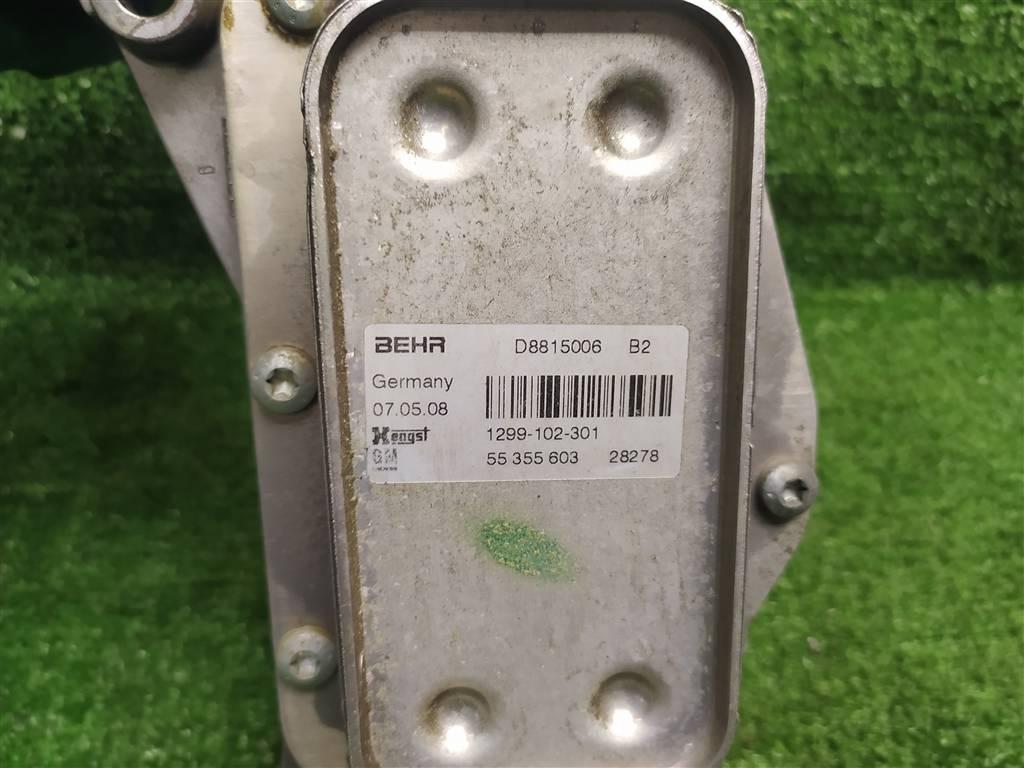 BEHR D8815006 B2
Germany
07.05.08
Hengst 1299-102-301
GM 55 355 603 28278